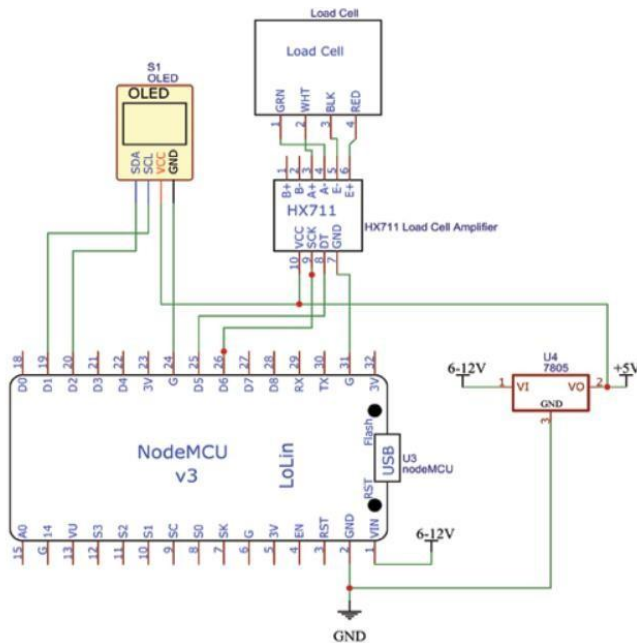 Load Cell
Load Cell
GRN WHT BLK RED
1 2 3 4
S1
OLED
OLED
SDA SCL VCC GND
1 2 3 4 5 6
B+ B- A+ A- E- E+
HX711
HX711 Load Cell Amplifier
VCC SCK DT GND
10 9 8 7
18 19 20 21 22 23 24 25 26 27 28 29 30 31 32
D0 D1 D2 D3 D4 3V G D5 D6 D7 D8 RX TX G 3V
U4
7805
6-12V 1 VI VO 2 +5V
GND
3
Flash
NodeMCU
v3
LoLin
USB
U3
nodeMCU
RST
A0 G VU S3 S2 S1 SC S0 SK G 3V EN RST GND VIN
15 14 13 12 11 10 9 8 7 6 5 4 3 2 1
6-12V
GND